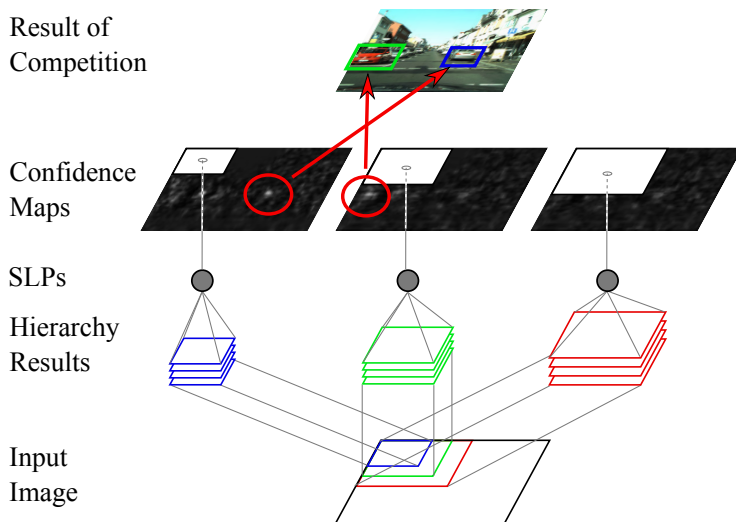 Result of
Competition
Confidence
Maps
SLPs
Hierarchy
Results
Input
Image